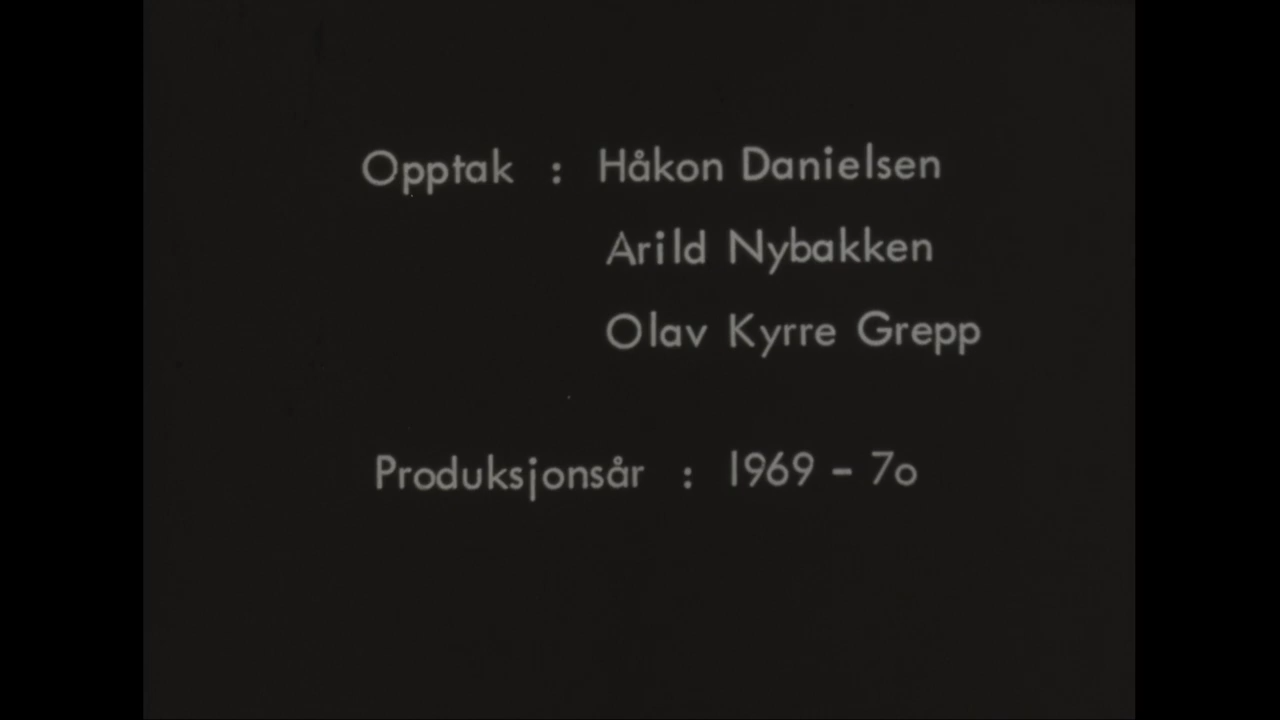 Opptak : Håkon Danielsen
Arild Nybakken
Olav Kyrre Grepp
Produksjonsår : 1969 - 7o